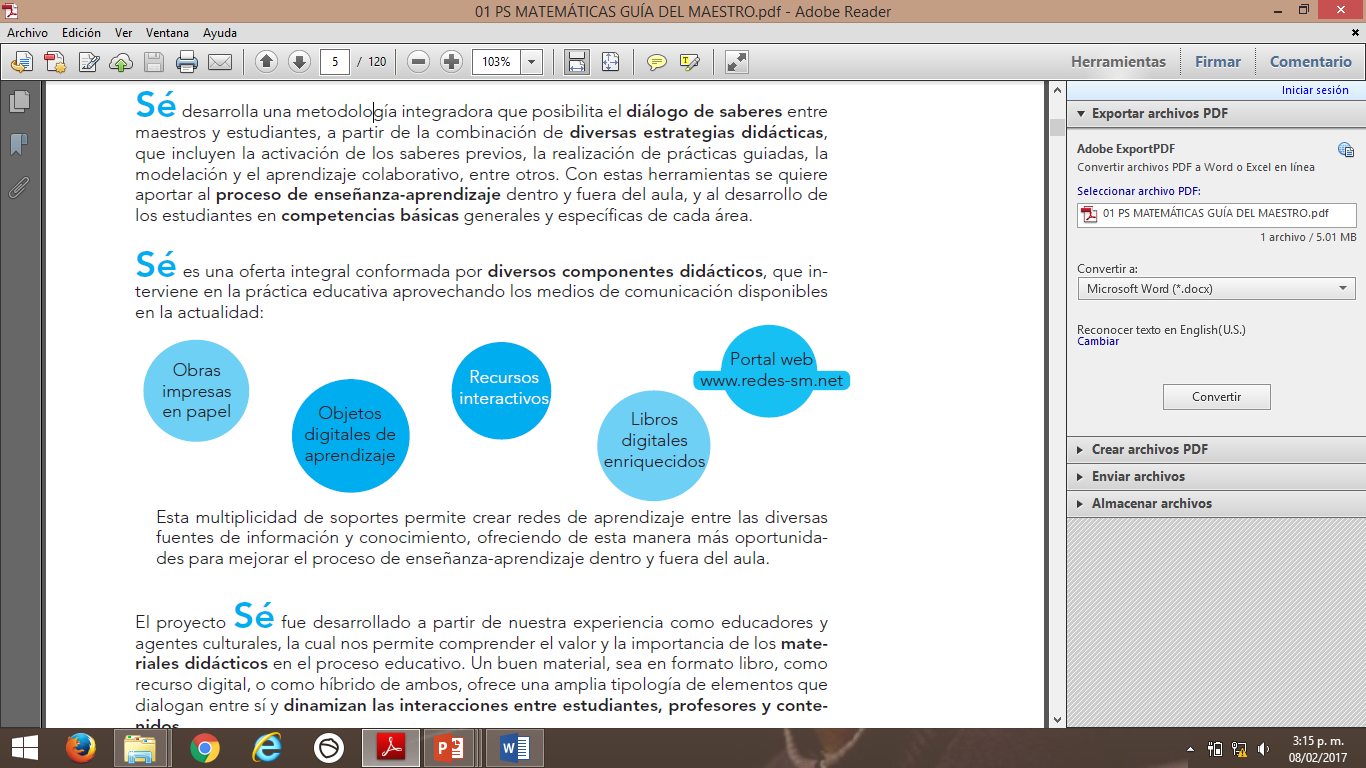 01 PS MATEMÁTICAS GUÍA DEL MAESTRO.pdf - Adobe Reader
Archivo Edición Ver Ventana Ayuda
5 / 120 103% Herramientas Firmar Comentario
Sé desarrolla una metodología integradora que posibilita el diálogo de saberes entre
maestros y estudiantes, a partir de la combinación de diversas estrategias didácticas,
que incluyen la activación de los saberes previos, la realización de prácticas guiadas, la
modelación y el aprendizaje colaborativo, entre otros. Con estas herramientas se quiere
aportar al proceso de enseñanza-aprendizaje dentro y fuera del aula, y al desarrollo de
los estudiantes en competencias básicas generales y específicas de cada área.
Sé es una oferta integral conformada por diversos componentes didácticos, que in-
terviene en la práctica educativa aprovechando los medios de comunicación disponibles
en la actualidad:
Obras
impresas
en papel
Objetos
digitales de
aprendizaje
Recursos
interactivos
Libros
digitales
enriquecidos
Portal web
www.redes-sm.net
Esta multiplicidad de soportes permite crear redes de aprendizaje entre las diversas
fuentes de información y conocimiento, ofreciendo de esta manera más oportunida-
des para mejorar el proceso de enseñanza-aprendizaje dentro y fuera del aula.
El proyecto Sé fue desarrollado a partir de nuestra experiencia como educadores y
agentes culturales, la cual nos permite comprender el valor y la importancia de los mate-
riales didácticos en el proceso educativo. Un buen material, sea en formato libro, como
recurso digital, o como híbrido de ambos, ofrece una amplia tipología de elementos que
dialogan entre sí y dinamizan las interacciones entre estudiantes, profesores y conte-
nidos.
Iniciar sesión
Exportar archivos PDF
Adobe ExportPDF
Convertir archivos PDF a Word o Excel en línea
Seleccionar archivo PDF:
01 PS MATEMÁTICAS GUÍA DEL MAESTRO.pdf
1 archivo / 5.01 MB
Convertir a:
Microsoft Word (*.docx)
Reconocer texto en English(U.S.)
Cambiar
Convertir
Crear archivos PDF
Enviar archivos
Almacenar archivos
3:15 p. m.
08/02/2017